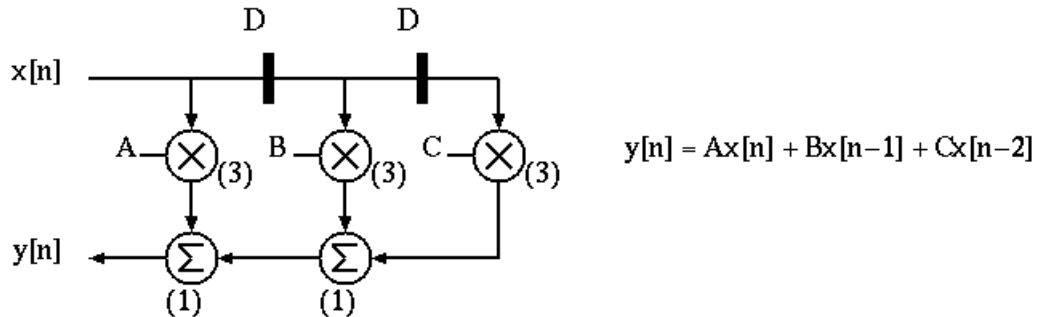 D D
x[n]
A × (3) B × (3) C × (3) y[n] = Ax[n] + Bx[n−1] + Cx[n−2]
y[n] Σ Σ
(1) (1)